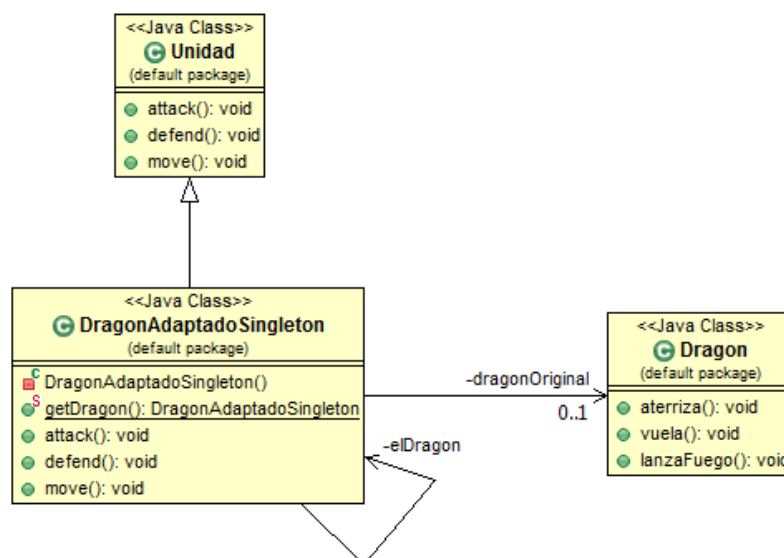 <<Java Class>>
Unidad
(default package)
attack(): void
defend(): void
move(): void
<<Java Class>>
DragonAdaptadoSingleton
(default package)
DragonAdaptadoSingleton()
getDragon(): DragonAdaptadoSingleton
attack(): void
defend(): void
move(): void
-elDragon
-dragonOriginal
0..1
<<Java Class>>
Dragon
(default package)
aterriza(): void
vuela(): void
lanzaFuego(): void